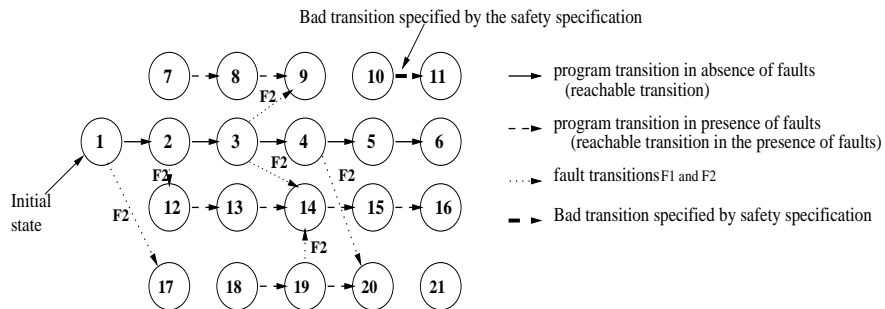 Bad transition specified by the safety specification
7 8 9 10 11
F2
1 2 3 4 5 6
F2 F2 F2
12 13 14 15 16
F2 F2
17 18 19 20 21
Initial
state
program transition in absence of faults
(reachable transition)
program transition in presence of faults
(reachable transition in the presence of faults)
fault transitions F1 and F2
Bad transition specified by safety specification